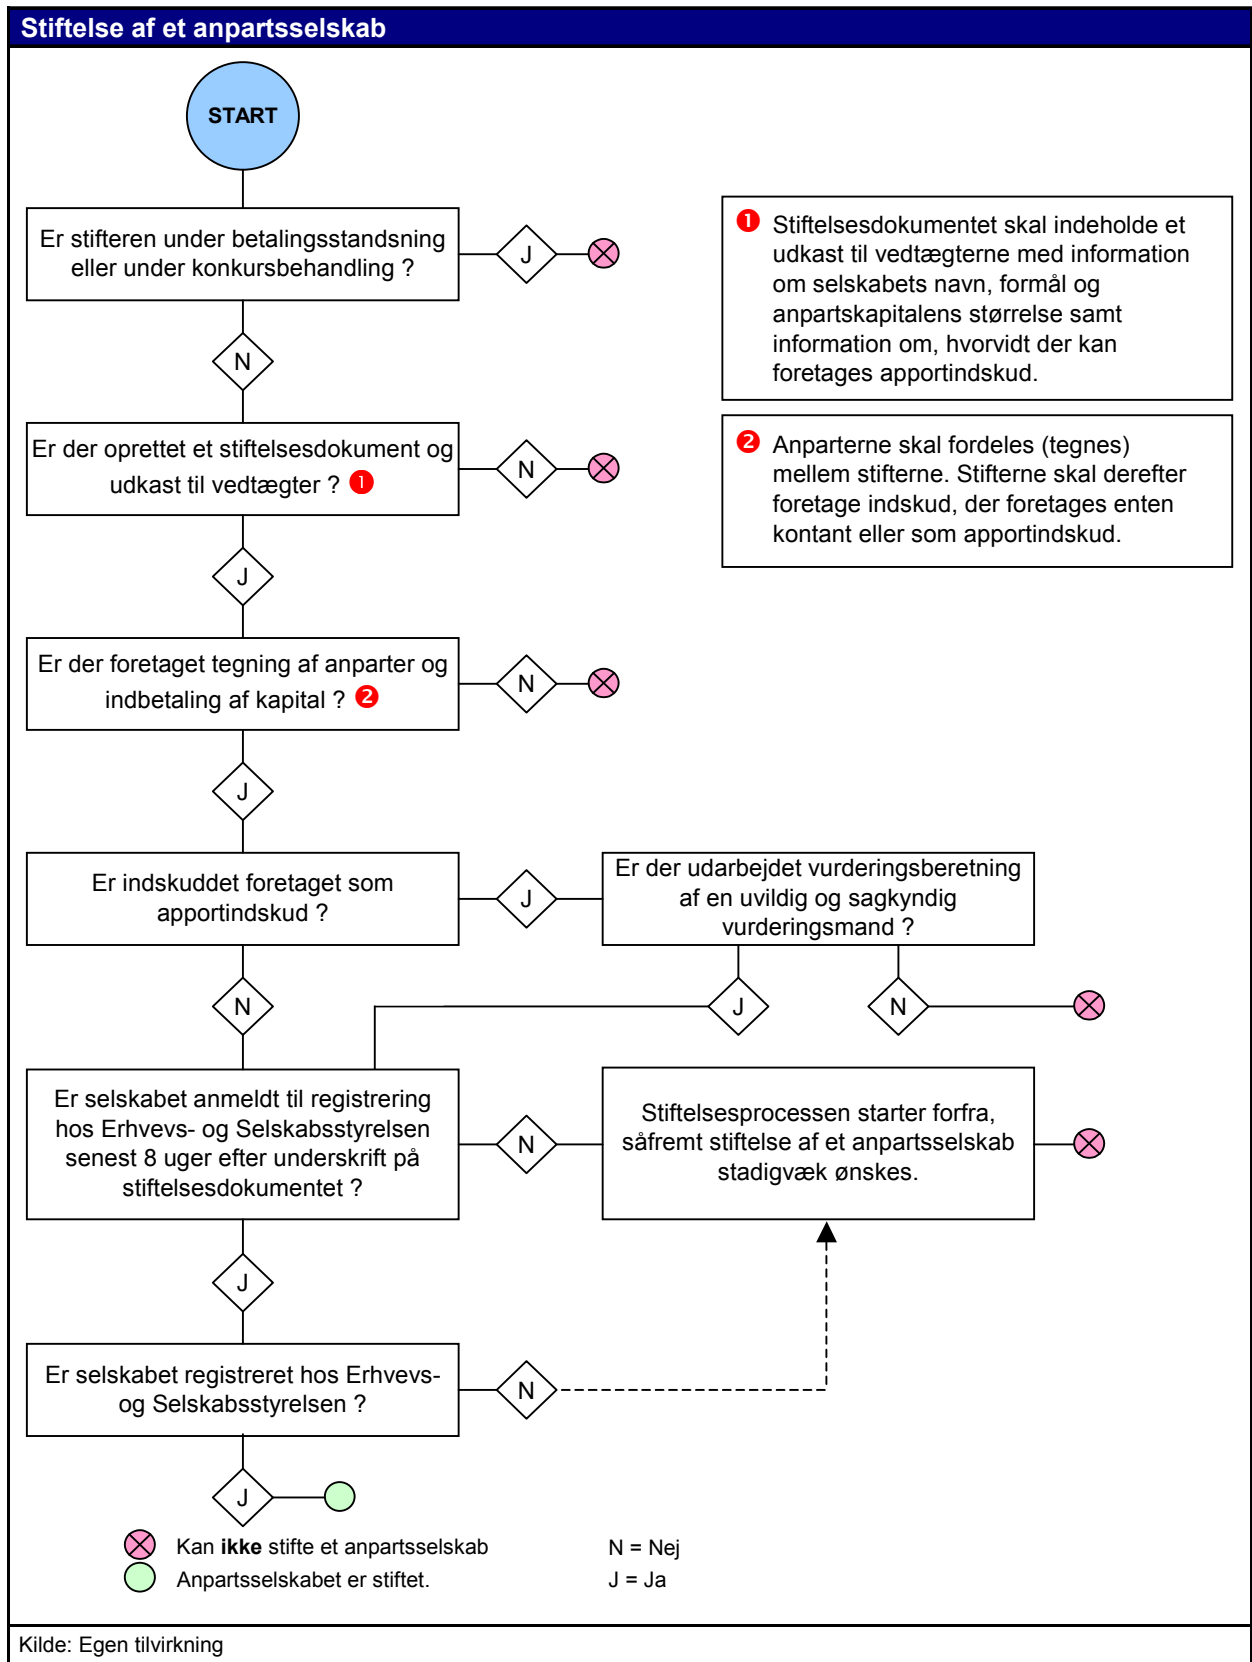 Stiftelse af et anpartsselskab
START
Er stifteren under betalingsstandsning
eller under konkursbehandling ?
J
N
❶ Stiftelsesdokumentet skal indeholde et
udkast til vedtægterne med information
om selskabets navn, formål og
anpartskapitalens størrelse samt
information om, hvorvidt der kan
foretages apportindskud.
Er der oprettet et stiftelsesdokument og
udkast til vedtægter ? ❶
N
J
❷ Anparterne skal fordeles (tegnes)
mellem stifterne. Stifterne skal derefter
foretage indskud, der foretages enten
kontant eller som apportindskud.
Er der foretaget tegning af anparter og
indbetaling af kapital ? ❷
N
J
Er indskuddet foretaget som
apportindskud ?
J
Er der udarbejdet vurderingsberetning
af en uvildig og sagkyndig
vurderingsmand ?
N
J
N
Er selskabet anmeldt til registrering
hos Erhvevs- og Selskabsstyrelsen
senest 8 uger efter underskrift på
stiftelsesdokumentet ?
N
Stiftelsesprocessen starter forfra,
såfremt stiftelse af et anpartsselskab
stadigvæk ønskes.
J
Er selskabet registreret hos Erhvevs-
og Selskabsstyrelsen ?
N
J
Kan ikke stifte et anpartsselskab
N = Nej
Anpartsselskabet er stiftet.
J = Ja
Kilde: Egen tilvirkning